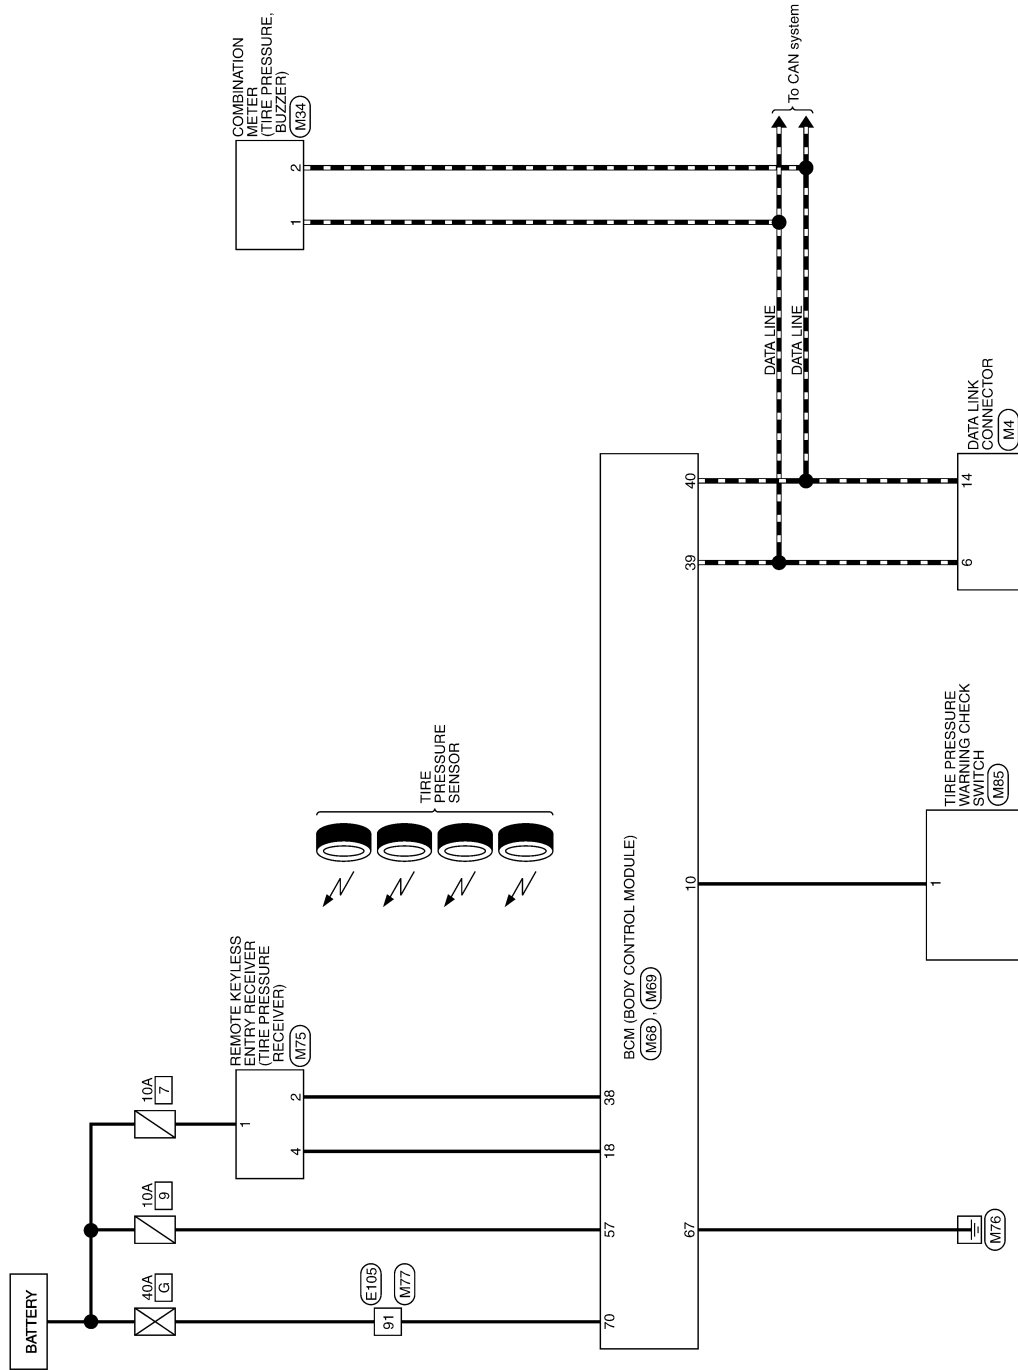 BATTERY
40A
G
10A
9
10A
7
E105
M77
91
REMOTE KEYLESS
ENTRY RECEIVER
(TIRE PRESSURE
RECEIVER)
M75
1
4
2
TIRE
PRESSURE
SENSOR
COMBINATION
METER
(TIRE PRESSURE,
BUZZER)
M34
1
2
70
57
18
38
BCM (BODY CONTROL MODULE)
M68 , M69
67
10
39
40
DATA LINE
DATA LINE
To CAN system
M76
1
TIRE PRESSURE
WARNING CHECK
SWITCH
M85
6
14
DATA LINK
CONNECTOR
M4